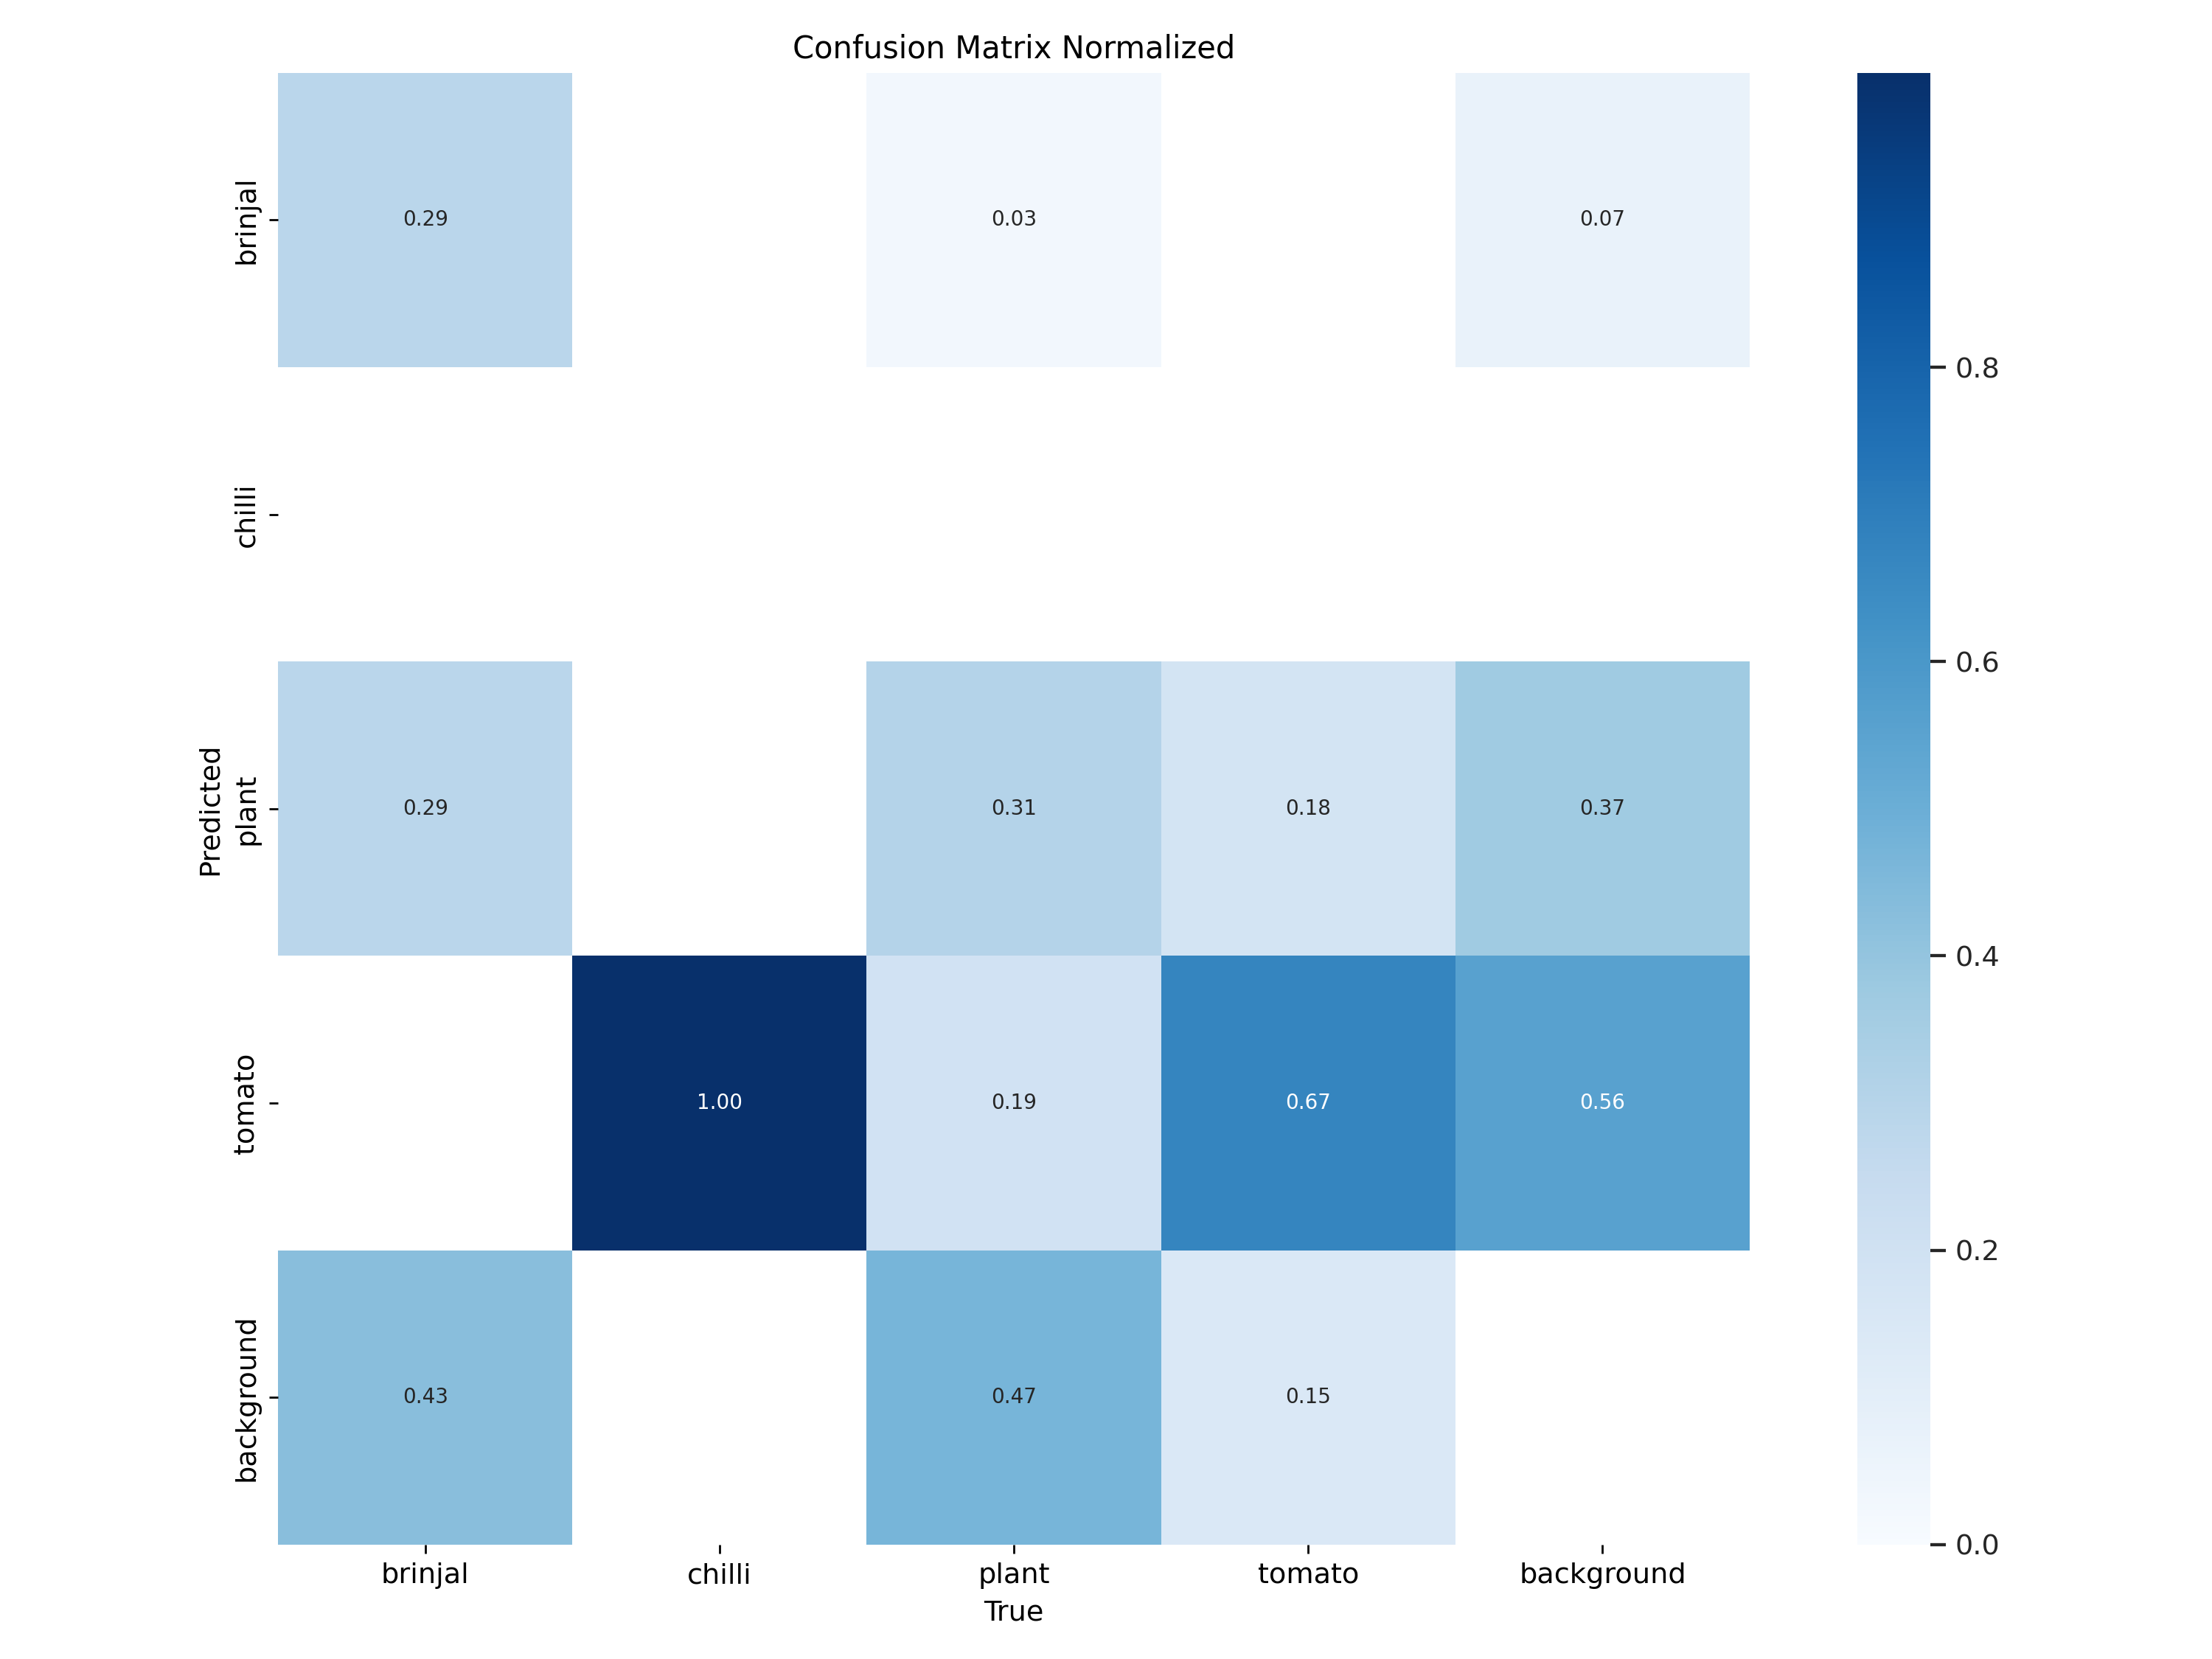 Confusion Matrix Normalized
brinjal
0.29
0.03
0.07
0.8
chilli
0.6
Predicted
plant
0.29
0.31
0.18
0.37
0.4
tomato
1.00
0.19
0.67
0.56
0.2
background
0.43
0.47
0.15
0.0
brinjal
chilli
plant
tomato
background
True